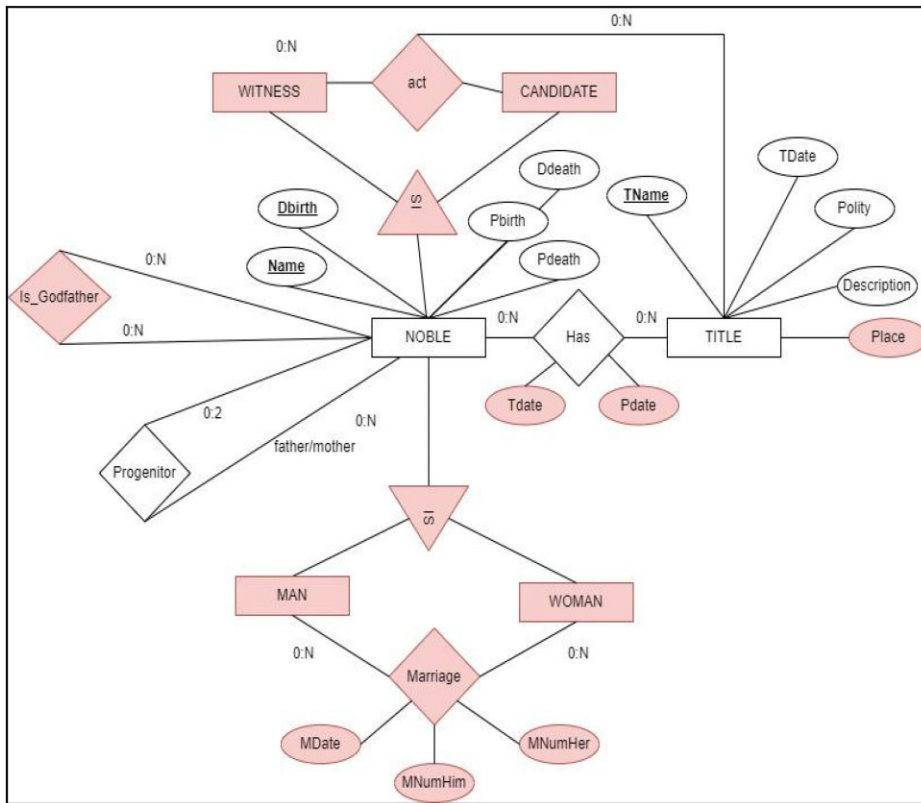 0:N
0:N
act
WITNESS
CANDIDATE
IS
Ddeath
TDate
Dbirth
TName
Pbirth
Polity
Name
Pdeath
0:N
Is_Godfather
0:N
Description
0:N
0:N
NOBLE
Has
TITLE
Place
Tdate
Pdate
0:2
0:N
father/mother
Progenitor
IS
MAN
WOMAN
0:N
0:N
Marriage
MDate
MNumHer
MNumHim